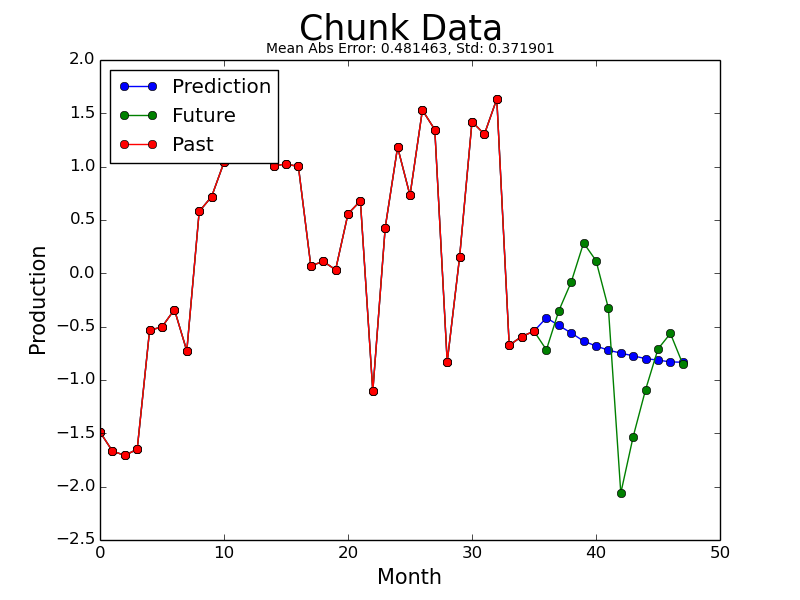 Chunk Data
Mean Abs Error: 0.481463, Std: 0.371901
Prediction
Future
Past
2.0
1.5
1.0
0.5
0.0
−0.5
−1.0
−1.5
−2.0
−2.5
Production
0 10 20 30 40 50
Month